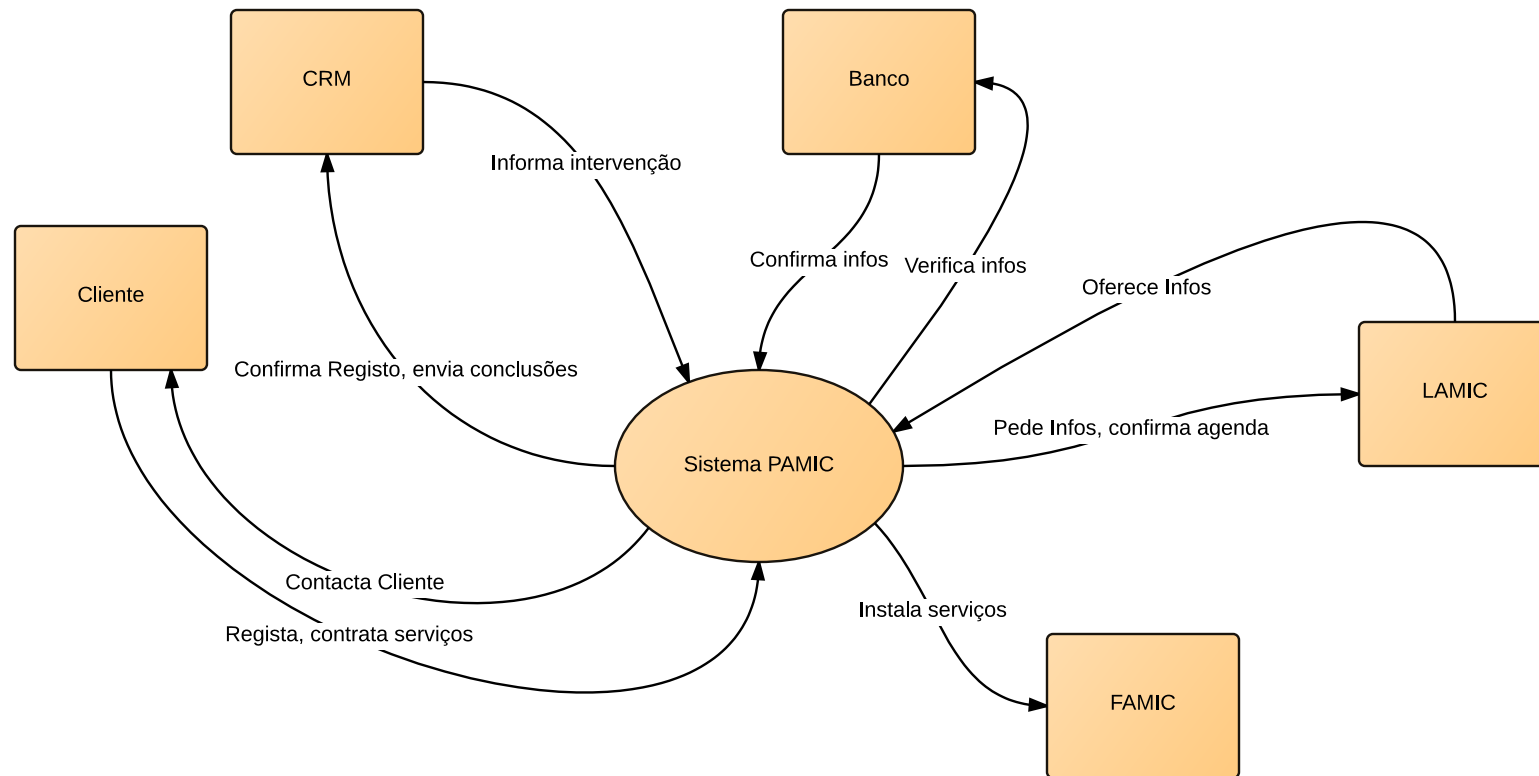 CRM
Banco
Informa intervenção
Confirma infos
Verifica infos
Oferece Infos
Cliente
Confirma Registo, envia conclusões
LAMIC
Pede Infos, confirma agenda
Sistema PAMIC
Contacta Cliente
Regista, contrata serviços
Instala serviços
FAMIC